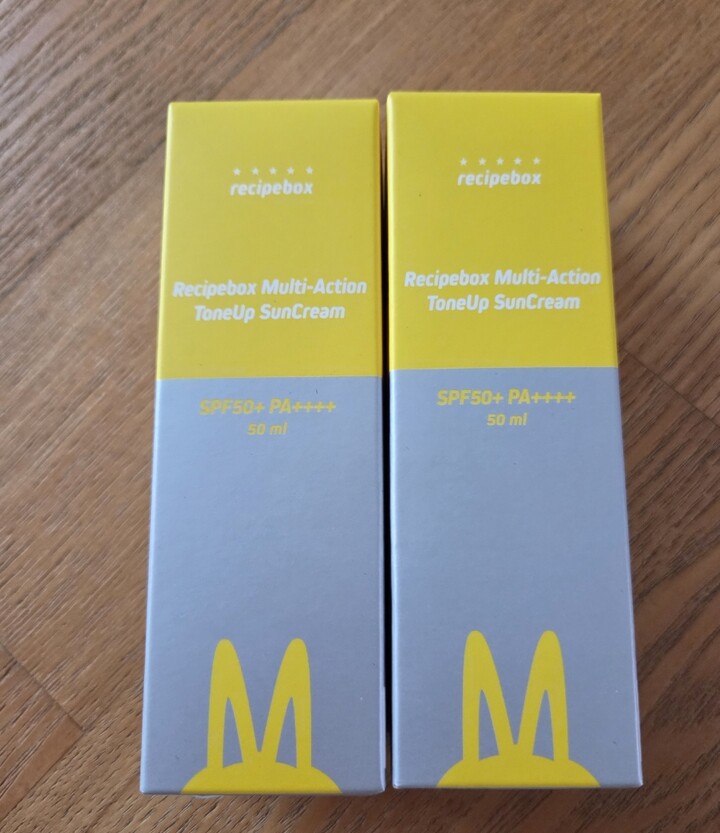 recipebox
Recipebox Multi-Action
ToneUp SunCream
SPF50+ PA++++
50 ml
recipebox
Recipebox Multi-Action
ToneUp SunCream
SPF50+ PA++++
50 ml